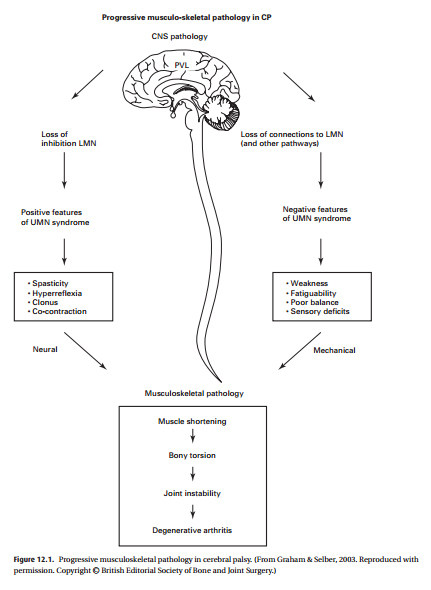 Progressive musculo-skeletal pathology in CP
CNS pathology
PVL
Loss of
inhibition LMN
Loss of connections to LMN
(and other pathways)
Positive features
of UMN syndrome
Negative features
of UMN syndrome
• Spasticity
• Hyperreflexia
• Clonus
• Co-contraction
• Weakness
• Fatiguability
• Poor balance
• Sensory deficits
Neural
Mechanical
Musculoskeletal pathology
Muscle shortening
Bony torsion
Joint instability
Degenerative arthritis
Figure 12.1. Progressive musculoskeletal pathology in cerebral palsy. (From Graham & Selber, 2003. Reproduced with
permission. Copyright © British Editorial Society of Bone and Joint Surgery.)